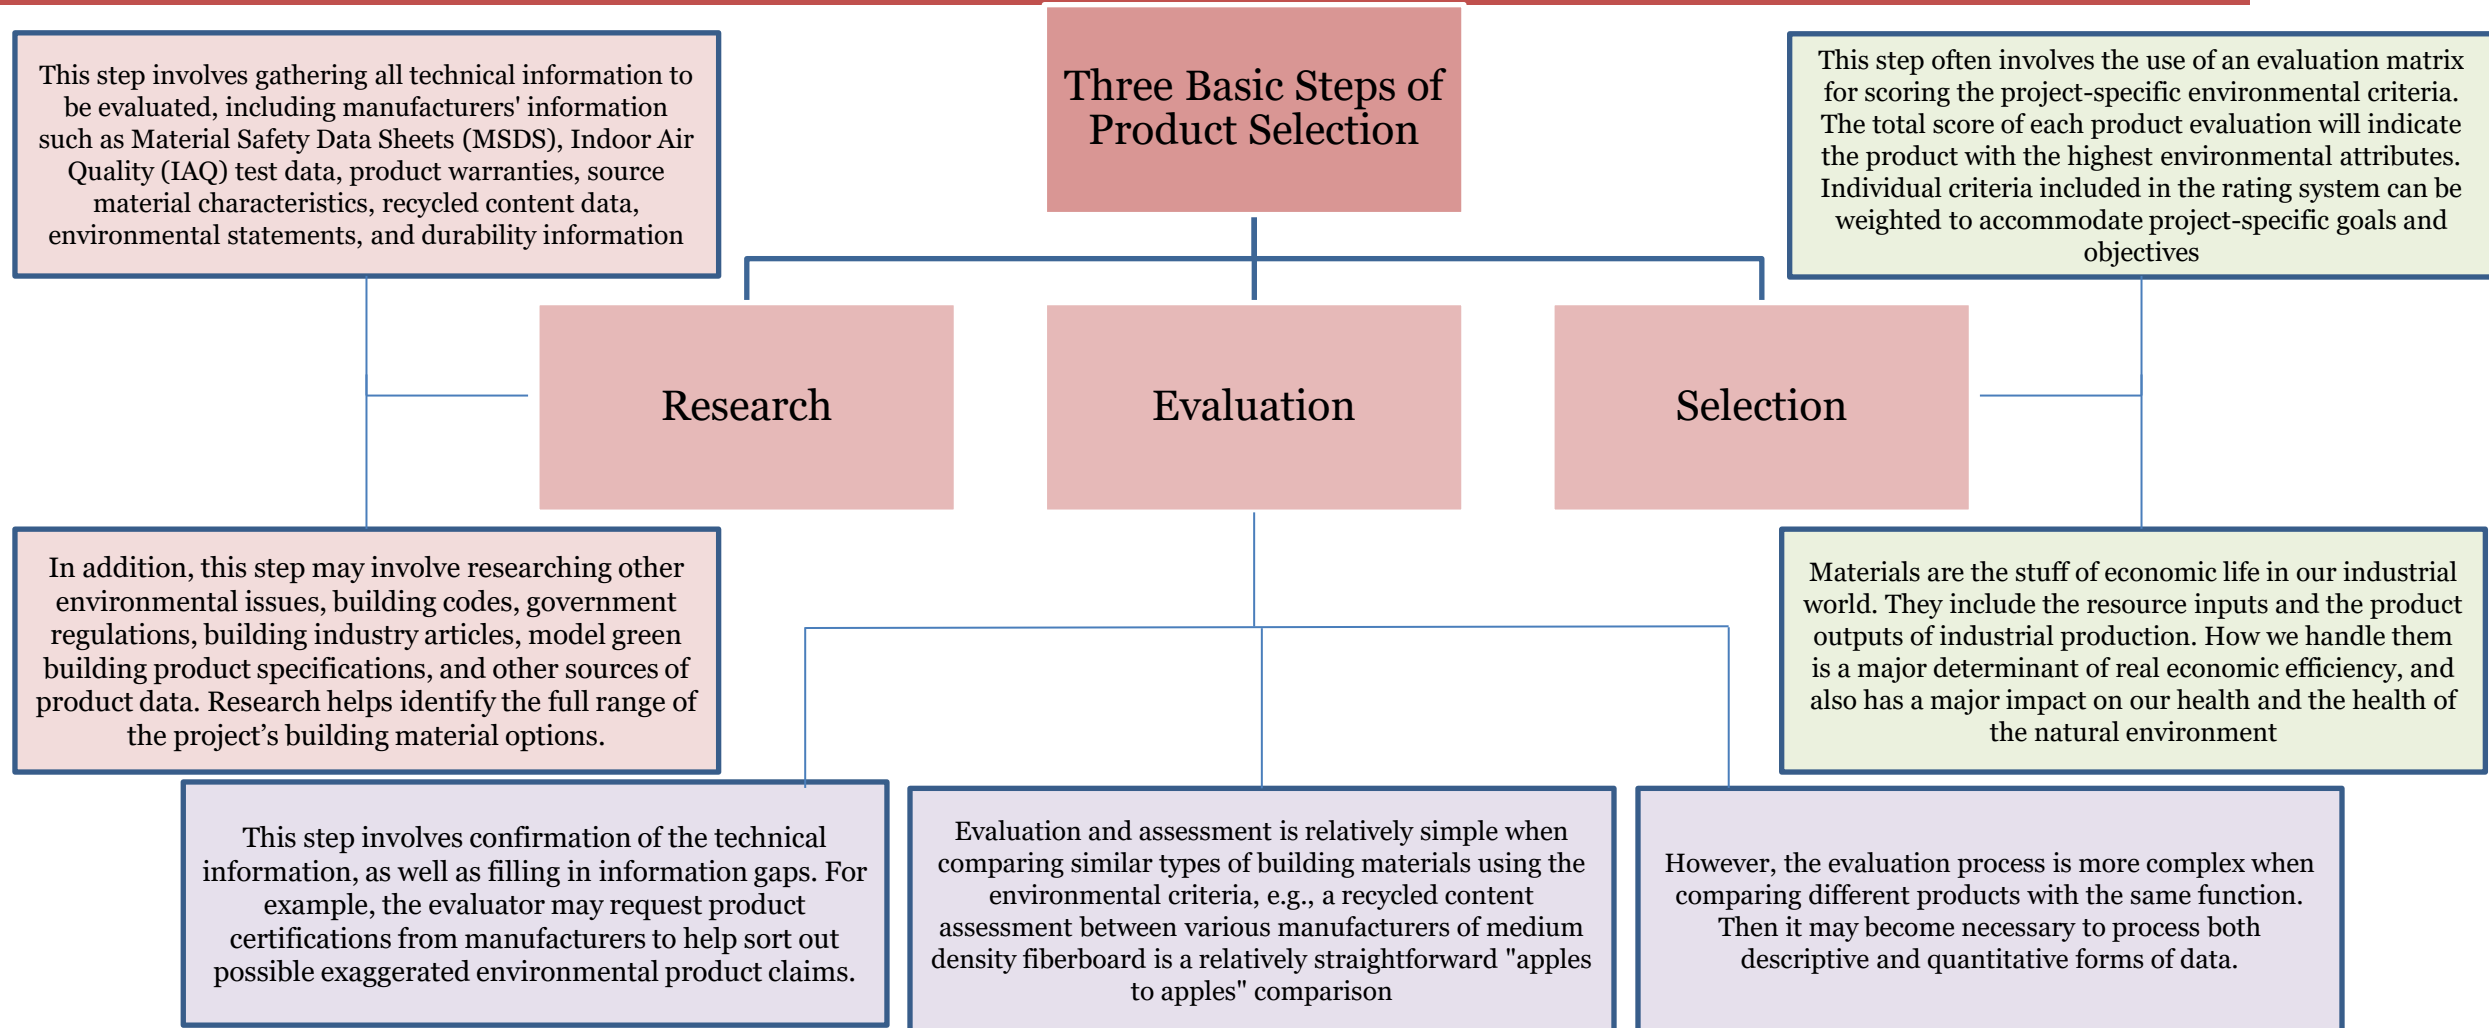 Three Basic Steps of
Product Selection
This step involves gathering all technical information to
be evaluated, including manufacturers' information
such as Material Safety Data Sheets (MSDS), Indoor Air
Quality (IAQ) test data, product warranties, source
material characteristics, recycled content data,
environmental statements, and durability information
This step often involves the use of an evaluation matrix
for scoring the project-specific environmental criteria.
The total score of each product evaluation will indicate
the product with the highest environmental attributes.
Individual criteria included in the rating system can be
weighted to accommodate project-specific goals and
objectives
Research
Evaluation
Selection
In addition, this step may involve researching other
environmental issues, building codes, government
regulations, building industry articles, model green
building product specifications, and other sources of
product data. Research helps identify the full range of
the project’s building material options.
Materials are the stuff of economic life in our industrial
world. They include the resource inputs and the product
outputs of industrial production. How we handle them
is a major determinant of real economic efficiency, and
also has a major impact on our health and the health of
the natural environment
This step involves confirmation of the technical
information, as well as filling in information gaps. For
example, the evaluator may request product
certifications from manufacturers to help sort out
possible exaggerated environmental product claims.
Evaluation and assessment is relatively simple when
comparing similar types of building materials using the
environmental criteria, e.g., a recycled content
assessment between various manufacturers of medium
density fiberboard is a relatively straightforward "apples
to apples" comparison
However, the evaluation process is more complex when
comparing different products with the same function.
Then it may become necessary to process both
descriptive and quantitative forms of data.